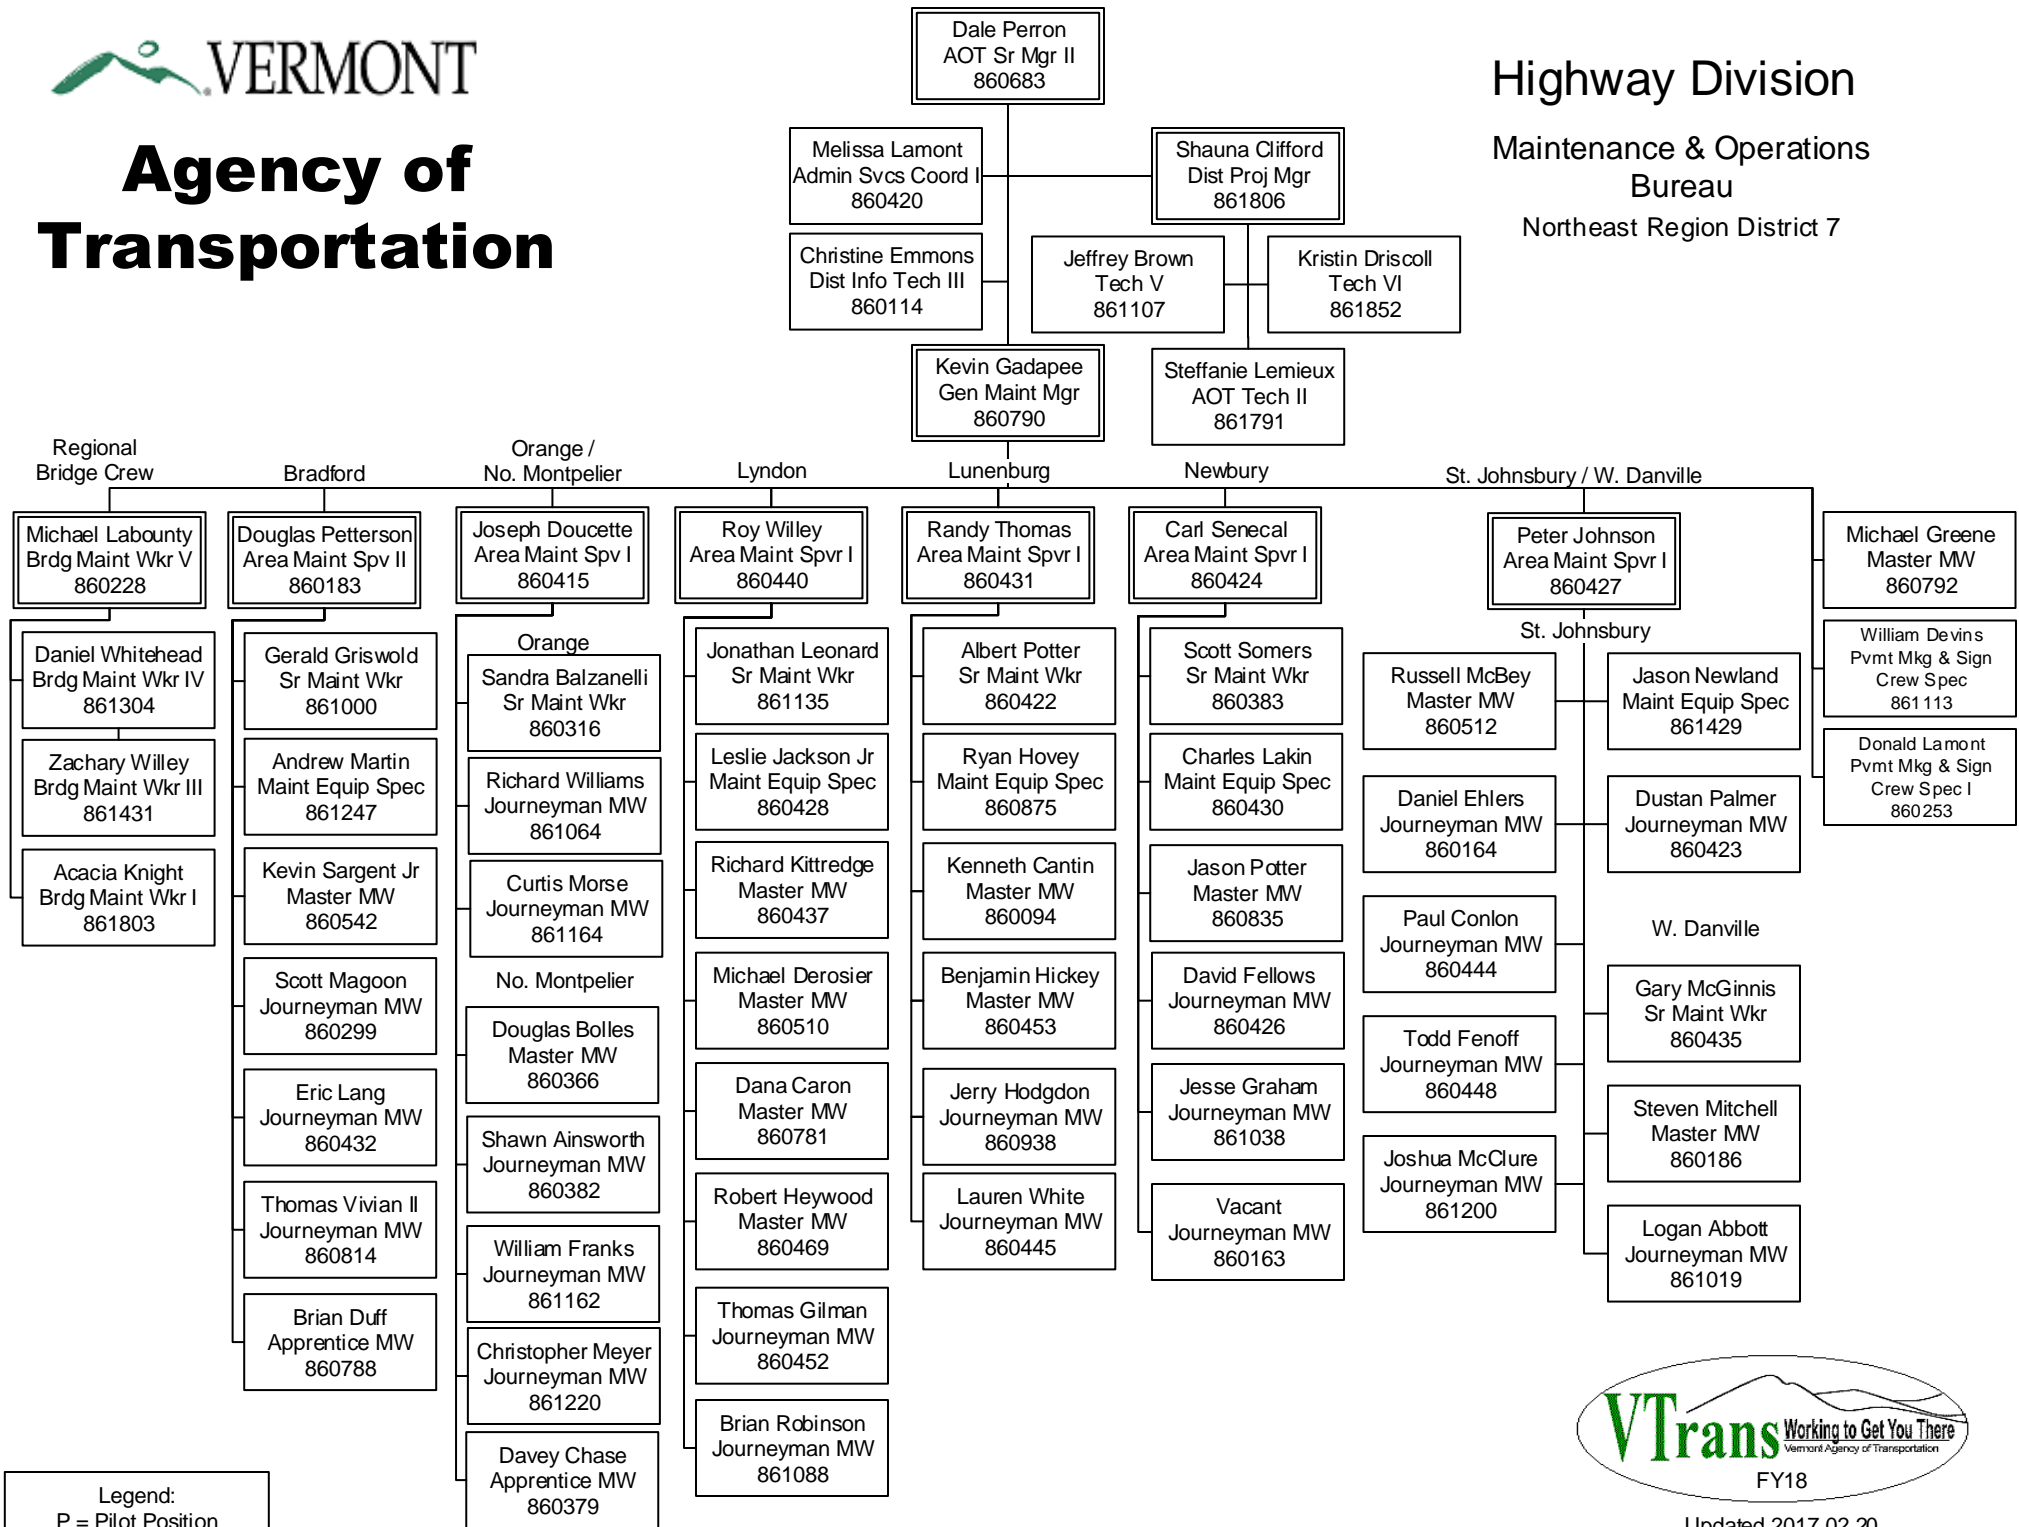 VERMONT
Agency of
Transportation
Highway Division
Maintenance & Operations
Bureau
Northeast Region District 7
Dale Perron
AOT Sr Mgr II
860683
Melissa Lamont
Admin Svcs Coord I
860420
Shauna Clifford
Dist Proj Mgr
861806
Christine Emmons
Dist Info Tech III
860114
Jeffrey Brown
Tech V
861107
Kristin Driscoll
Tech VI
861852
Kevin Gadapee
Gen Maint Mgr
860790
Steffanie Lemieux
AOT Tech II
861791
Regional
Bridge Crew
Michael Labounty
Brdg Maint Wkr V
860228
Daniel Whitehead
Brdg Maint Wkr IV
861304
Zachary Willey
Brdg Maint Wkr III
861431
Acacia Knight
Brdg Maint Wkr I
861803
Bradford
Douglas Petterson
Area Maint Spv II
860183
Gerald Griswold
Sr Maint Wkr
861000
Andrew Martin
Maint Equip Spec
861247
Kevin Sargent Jr
Master MW
860542
Scott Magoon
Journeyman MW
860299
Eric Lang
Journeyman MW
860432
Thomas Vivian II
Journeyman MW
860814
Brian Duff
Apprentice MW
860788
Orange /
No. Montpelier
Joseph Doucette
Area Maint Spv I
860415
Orange
Sandra Balzanelli
Sr Maint Wkr
860316
Richard Williams
Journeyman MW
861064
Curtis Morse
Journeyman MW
861164
No. Montpelier
Douglas Bolles
Master MW
860366
Shawn Ainsworth
Journeyman MW
860382
William Franks
Journeyman MW
861162
Christopher Meyer
Journeyman MW
861220
Davey Chase
Apprentice MW
860379
Lyndon
Roy Willey
Area Maint Spvr I
860440
Jonathan Leonard
Sr Maint Wkr
861135
Leslie Jackson Jr
Maint Equip Spec
860428
Richard Kittredge
Master MW
860437
Michael Derosier
Master MW
860510
Dana Caron
Master MW
860781
Robert Heywood
Master MW
860469
Thomas Gilman
Journeyman MW
860452
Brian Robinson
Journeyman MW
861088
Lunenburg
Randy Thomas
Area Maint Spvr I
860431
Albert Potter
Sr Maint Wkr
860422
Ryan Hovey
Maint Equip Spec
860875
Kenneth Cantin
Master MW
860094
Benjamin Hickey
Master MW
860453
Jerry Hodgdon
Journeyman MW
860938
Lauren White
Journeyman MW
860445
Newbury
Carl Senecal
Area Maint Spvr I
860424
Scott Somers
Sr Maint Wkr
860383
Charles Lakin
Maint Equip Spec
860430
Jason Potter
Master MW
860835
David Fellows
Journeyman MW
860426
Jesse Graham
Journeyman MW
861038
Vacant
Journeyman MW
860163
St. Johnsbury / W. Danville
Peter Johnson
Area Maint Spvr I
860427
St. Johnsbury
Russell McBey
Master MW
860512
Jason Newland
Maint Equip Spec
861429
Daniel Ehlers
Journeyman MW
860164
Dustan Palmer
Journeyman MW
860423
Paul Conlon
Journeyman MW
860444
Todd Fenoff
Journeyman MW
860448
Joshua McClure
Journeyman MW
861200
W. Danville
Gary McGinnis
Sr Maint Wkr
860435
Steven Mitchell
Master MW
860186
Logan Abbott
Journeyman MW
861019
Michael Greene
Master MW
860792
William Devins
Pvmt Mkg & Sign
Crew Spec
861113
Donald Lamont
Pvmt Mkg & Sign
Crew Spec I
860253
Legend:
P = Pilot Position
VTrans Working to Get You There
Vermont Agency of Transportation
FY18
Updated 2017.02.20